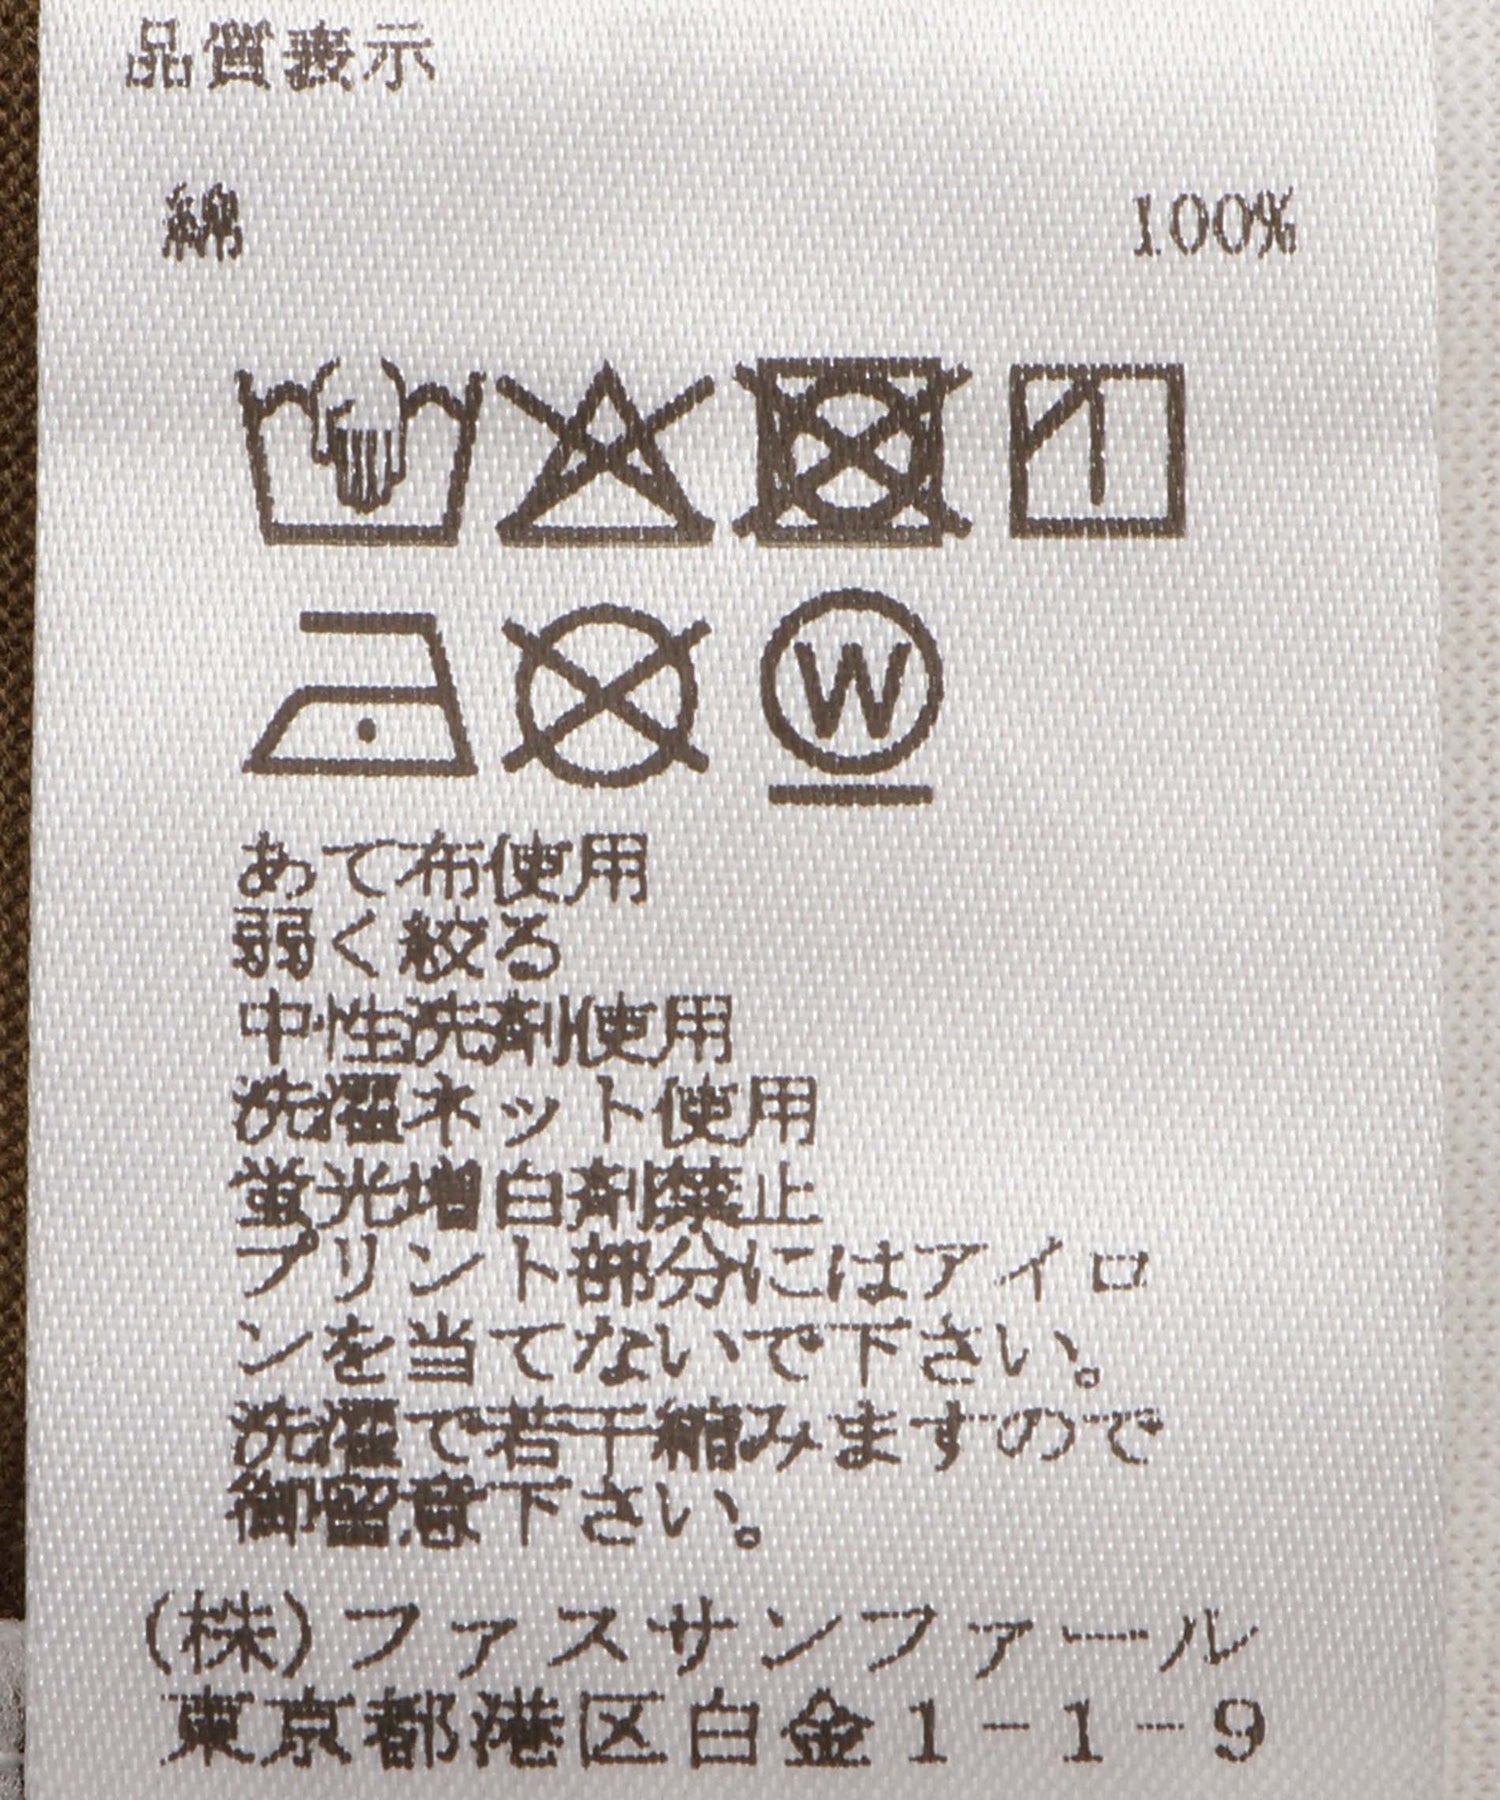 品質表示
綿 100%
W
あて布使用
弱く絞る
中性洗剤使用
洗濯ネット使用
蛍光増白剤禁止
プリント部分にはアイロ
ンを当てないで下さい。
洗濯で若干縮みますので
御留意下さい。
(株)ファスサンファール
東京都港区白金1-1-9